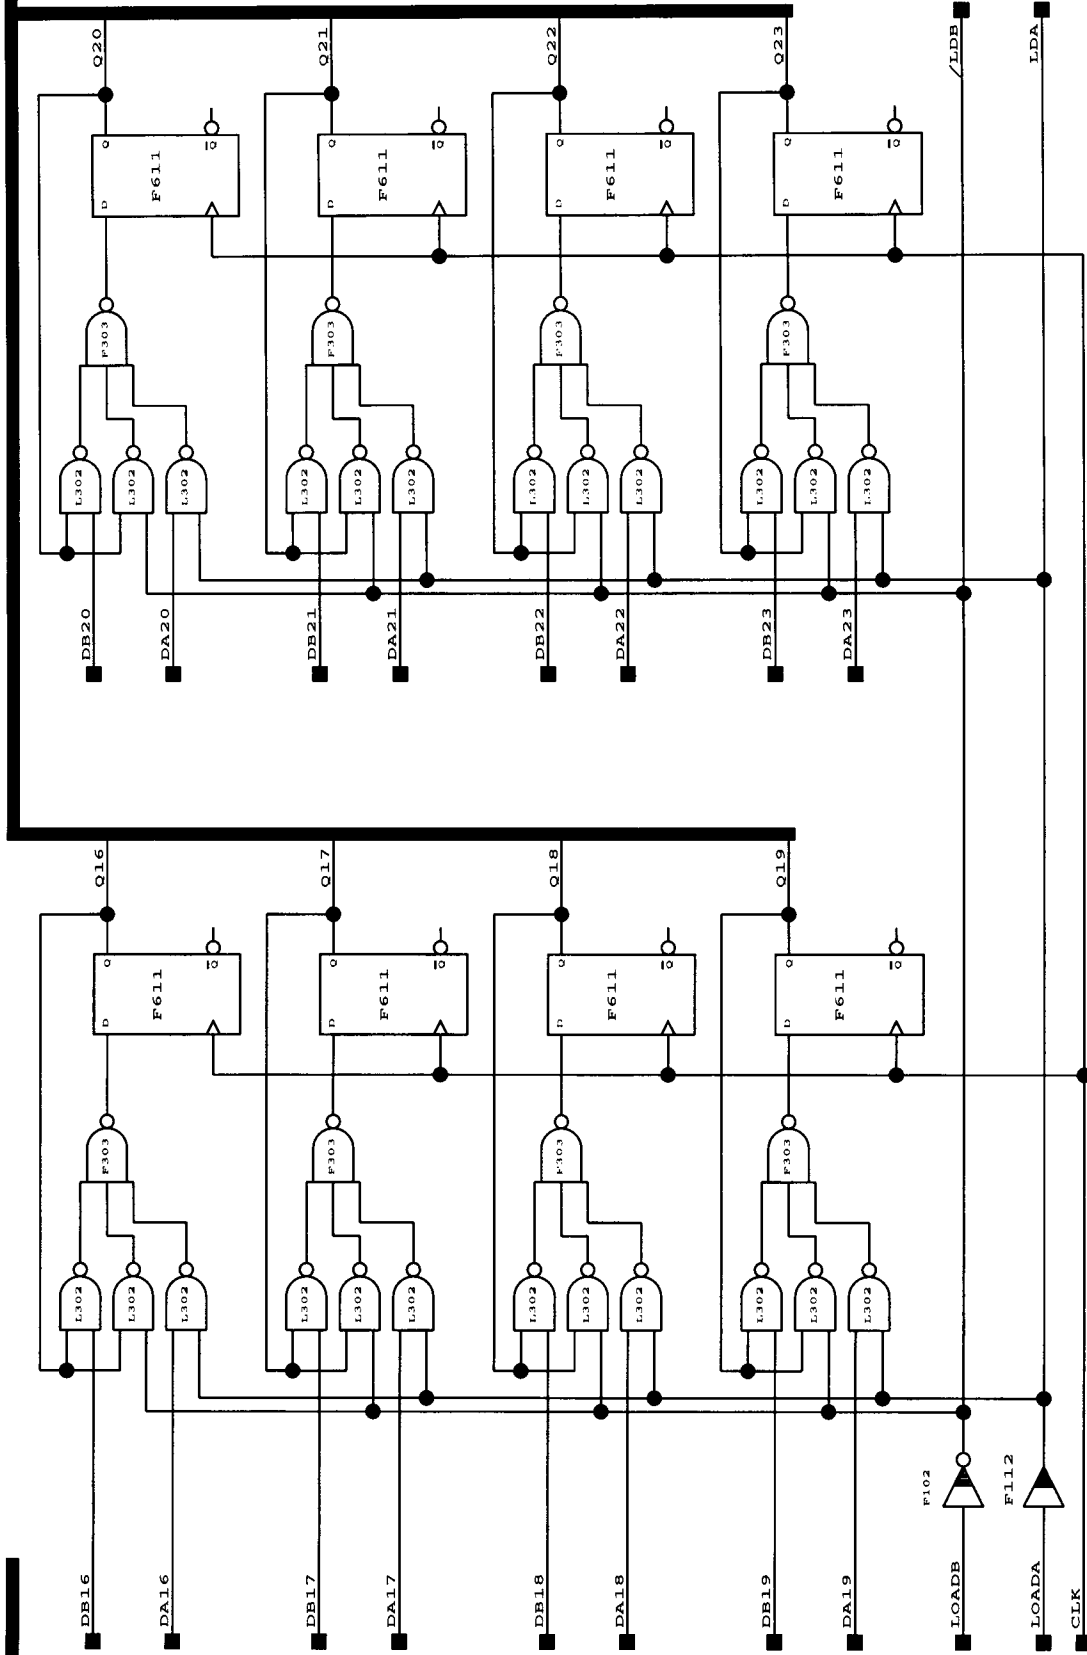 Q20 Q21 Q22 Q23 /LDB LDA
Q Q̅ Q Q̅ Q Q̅ Q Q̅
F611 F611 F611 F611
D D D D
F303 F303 F303 F303
L302 L302 L302 L302 L302 L302 L302 L302 L302 L302 L302 L302
DB20 DA20 DB21 DA21 DB22 DA22 DB23 DA23
Q16 Q17 Q18 Q19
Q Q̅ Q Q̅ Q Q̅ Q Q̅
F611 F611 F611 F611
D D D D
F303 F303 F303 F303
L302 L302 L302 L302 L302 L302 L302 L302 L302 L302 L302 L302
F102 F112
DB16 DA16 DB17 DA17 DB18 DA18 DB19 DA19 LOADB LOADA CLK